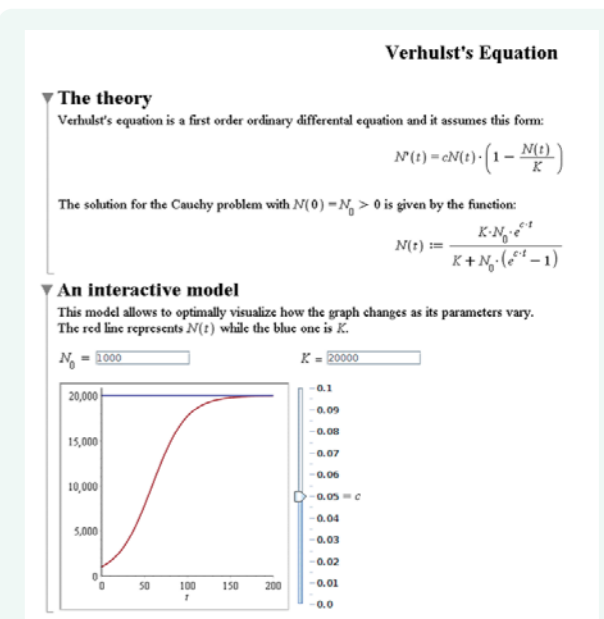 Verhulst's Equation
The theory
Verhulst's equation is a first order ordinary differental equation and it assumes this form:
N'(t) = cN(t)·(1 − N(t)/K)
The solution for the Cauchy problem with N(0) = N₀ > 0 is given by the function:
N(t) := K·N₀·e^(c·t) / (K + N₀·(e^(c·t) − 1))
An interactive model
This model allows to optimally visualize how the graph changes as its parameters vary.
The red line represents N(t) while the blue one is K.
N₀ = 1000 K = 20000
20,000
15,000
10,000
5,000
0
0 50 100 150 200
t
0.1
0.09
0.08
0.07
0.06
0.05 = c
0.04
0.03
0.02
0.01
0.0